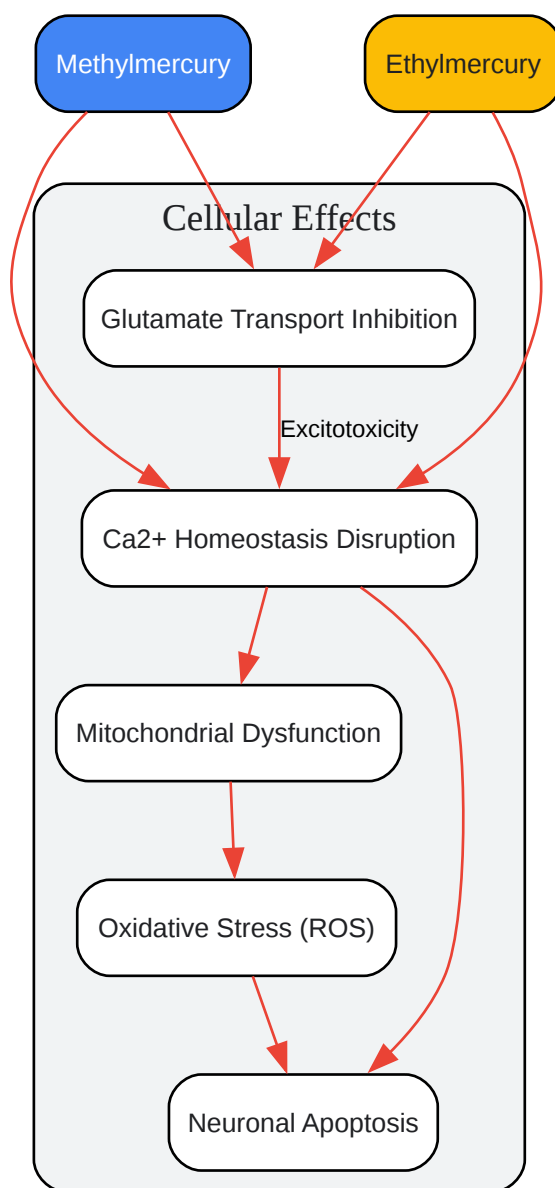 Methylmercury
Ethylmercury
Cellular Effects
Glutamate Transport Inhibition
Excitotoxicity
Ca2+ Homeostasis Disruption
Mitochondrial Dysfunction
Oxidative Stress (ROS)
Neuronal Apoptosis